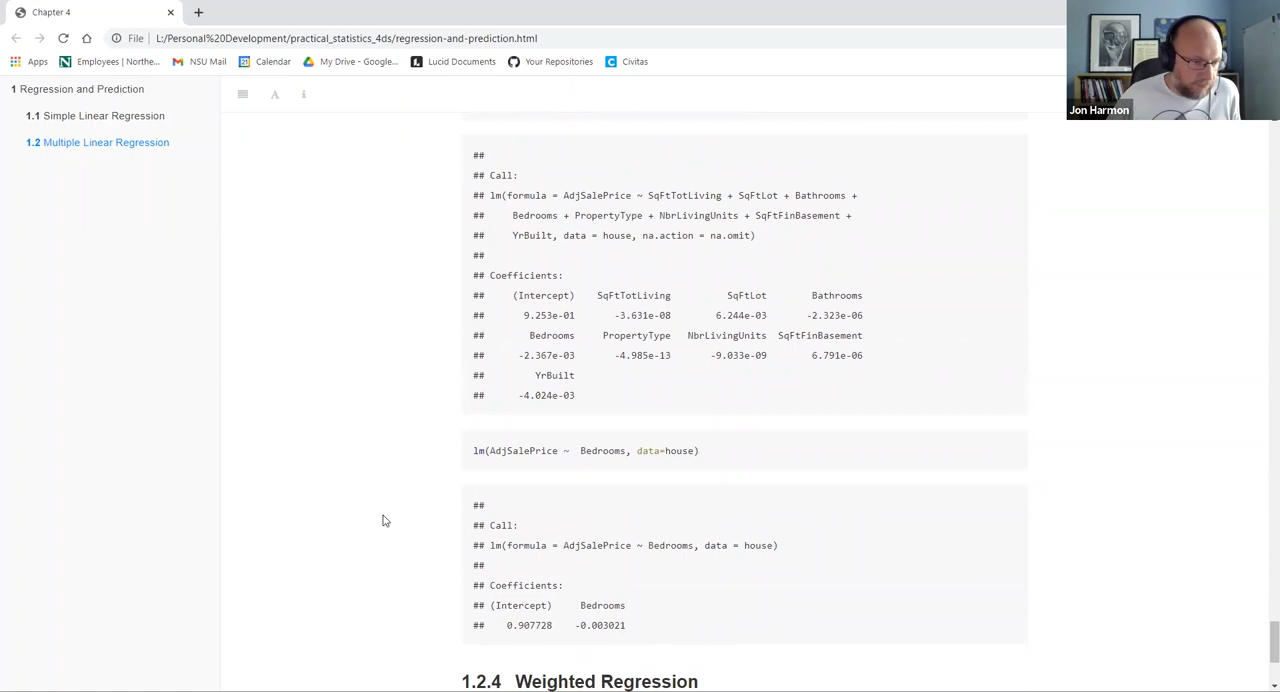 Chapter 4
File
L:/Personal%20Development/practical_statistics_4ds/regression-and-prediction.html
Apps
Employees | Northe...
NSU Mail
Calendar
My Drive - Google...
Lucid Documents
Your Repositories
Civitas
Jon Harmon
1 Regression and Prediction
1.1 Simple Linear Regression
1.2 Multiple Linear Regression
##
## Call:
## lm(formula = AdjSalePrice ~ SqFtTotLiving + SqFtLot + Bathrooms +
## Bedrooms + PropertyType + NbrLivingUnits + SqFtFinBasement +
## YrBuilt, data = house, na.action = na.omit)
##
## Coefficients:
## (Intercept) SqFtTotLiving SqFtLot Bathrooms
## 9.253e-01 -3.631e-08 6.244e-03 -2.323e-06
## Bedrooms PropertyType NbrLivingUnits SqFtFinBasement
## -2.367e-03 -4.985e-13 -9.033e-09 6.791e-06
## YrBuilt
## -4.024e-03
lm(AdjSalePrice ~ Bedrooms, data=house)
##
## Call:
## lm(formula = AdjSalePrice ~ Bedrooms, data = house)
##
## Coefficients:
## (Intercept) Bedrooms
## 0.907728 -0.003021
1.2.4 Weighted Regression